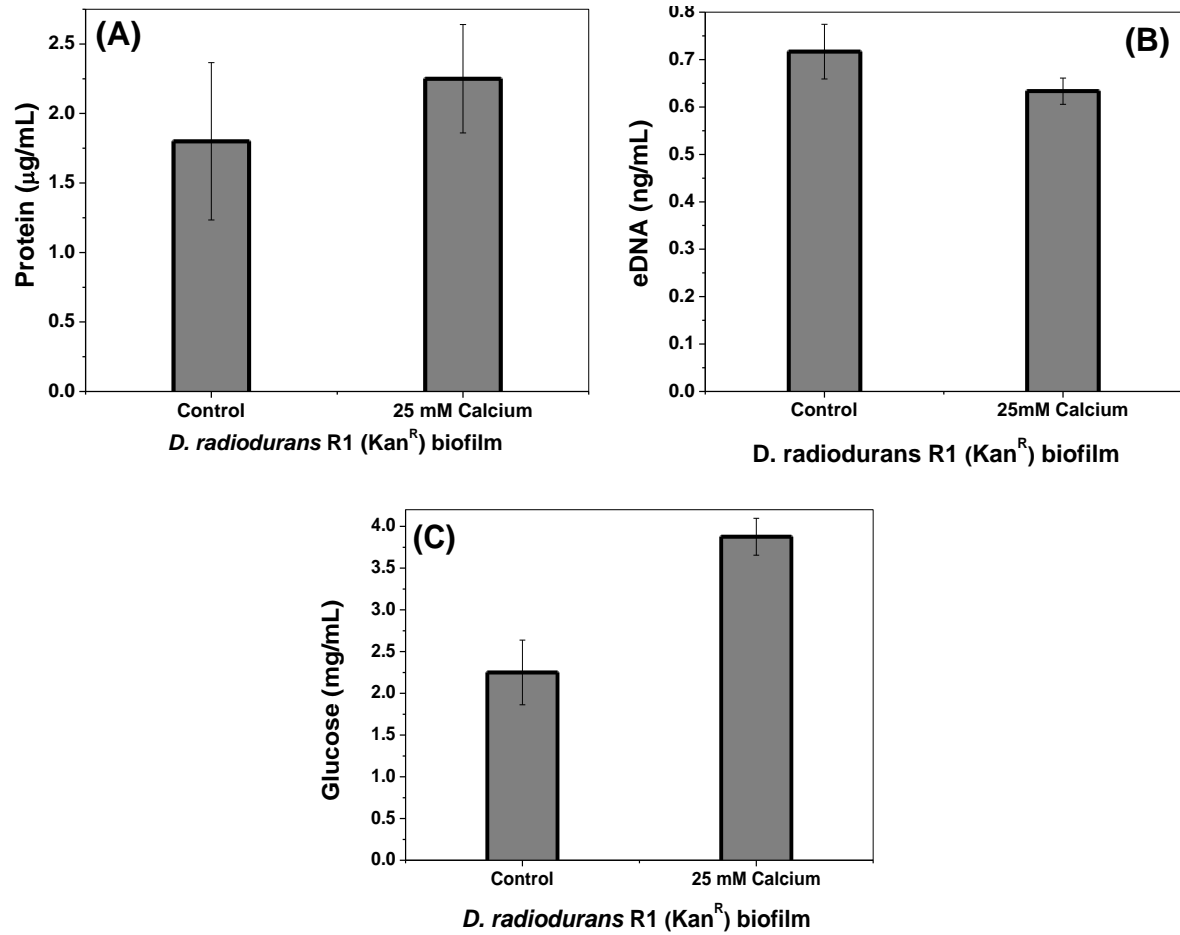 (A)
Protein (µg/mL)
2.5
2.0
1.5
1.0
0.5
0.0
Control 25 mM Calcium
D. radiodurans R1 (Kan^R) biofilm
(B)
eDNA (ng/mL)
0.8
0.7
0.6
0.5
0.4
0.3
0.2
0.1
0.0
Control 25mM Calcium
D. radiodurans R1 (Kan^R) biofilm
(C)
Glucose (mg/mL)
4.0
3.5
3.0
2.5
2.0
1.5
1.0
0.5
0.0
Control 25 mM Calcium
D. radiodurans R1 (Kan^R) biofilm